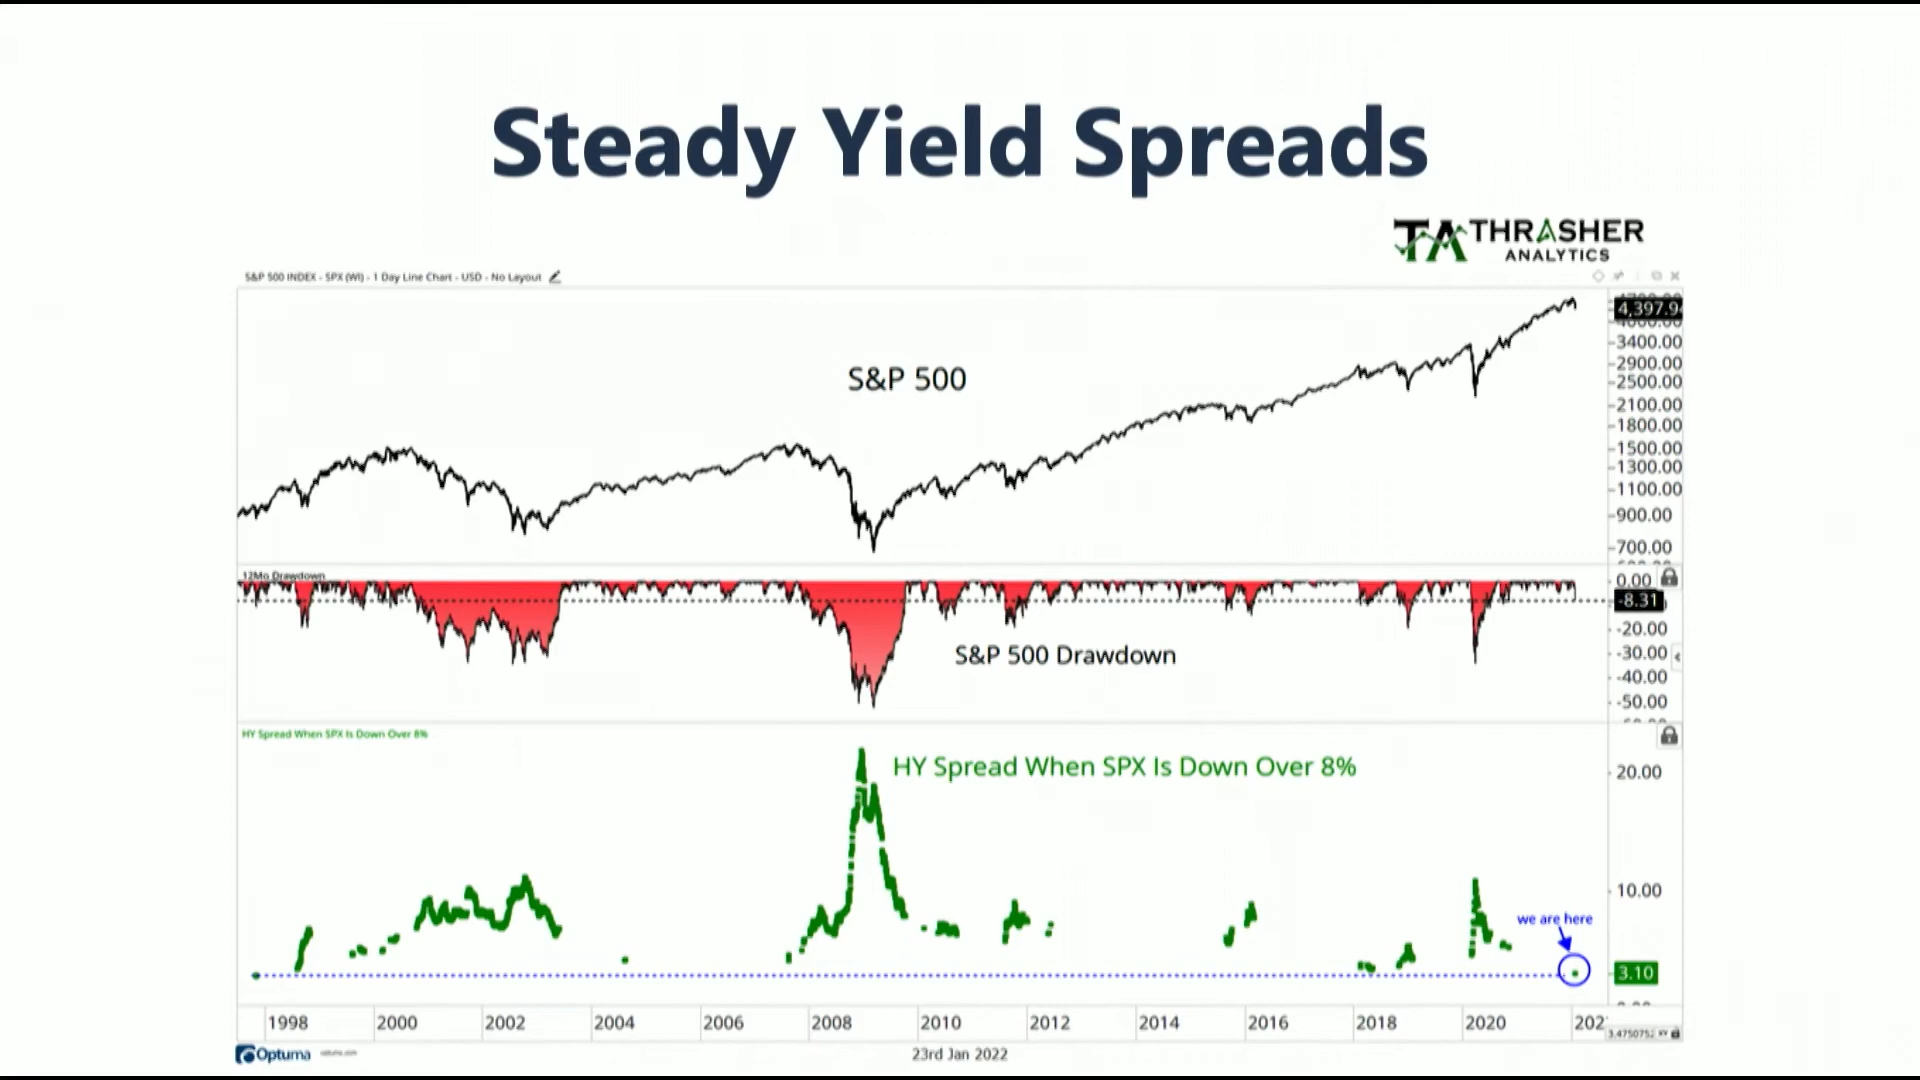 Steady Yield Spreads
TA THRASHER
ANALYTICS
S&P 500 INDEX - SPX (WI) - 1 Day Line Chart - USD - No Layout
4,397.9
3400.00
2900.00
S&P 500
2500.00
2100.00
1800.00
1500.00
1300.00
1100.00
900.00
700.00
12Mo Drawdown
0.00
-8.31
-20.00
S&P 500 Drawdown
-30.00
-40.00
-50.00
HY Spread When SPX Is Down Over 8%
HY Spread When SPX Is Down Over 8%
20.00
10.00
we are here
3.10
1998 2000 2002 2004 2006 2008 2010 2012 2014 2016 2018 2020 202
Optuma
23rd Jan 2022